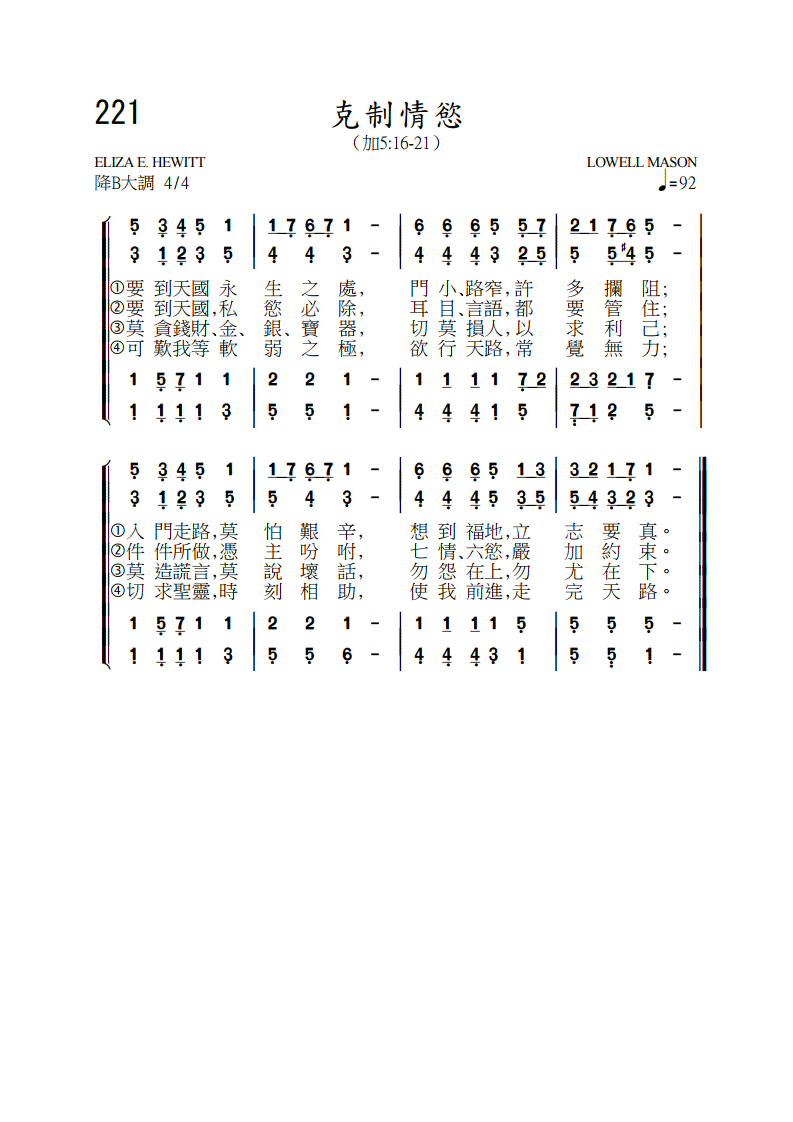 221
克制情慾
（加5:16-21）
ELIZA E. HEWITT
LOWELL MASON
降B大調 4/4
♩=92
5 3 4 5 1 | 1 7 6 7 1 - | 6 6 6 5 5 7 | 2 1 7 6 5 - |
3 1 2 3 5 | 4 4 3 - | 4 4 4 3 2 5 | 5 5 ♯4 5 - |
①要到天國永生之處，門小、路窄，許多攔阻；
②要到天國，私慾必除，耳目、言語，都要管住；
③莫貪錢財、金、銀、寶器，切莫損人，以求利己；
④可歎我等軟弱之極，欲行天路，常覺無力；
1 5 7 1 1 | 2 2 1 - | 1 1 1 1 7 2 | 2 3 2 1 7 - |
1 1 1 1 3 | 5 5 1 - | 4 4 4 1 5 | 7 1 2 5 - |
5 3 4 5 1 | 1 7 6 7 1 - | 6 6 6 5 1 3 | 3 2 1 7 1 - ‖
3 1 2 3 5 | 5 4 3 - | 4 4 4 5 3 5 | 5 4 3 2 3 - ‖
①入門走路，莫怕艱辛，想到福地，立志要真。
②件件所做，憑主吩咐，七情、六慾，嚴加約束。
③莫造謊言，莫說壞話，勿怨在上，勿尤在下。
④切求聖靈，時刻相助，使我前進，走完天路。
1 5 7 1 1 | 2 2 1 - | 1 1 1 1 5 | 5 5 5 - ‖
1 1 1 1 3 | 5 5 6 - | 4 4 4 3 1 | 5 5 1 - ‖